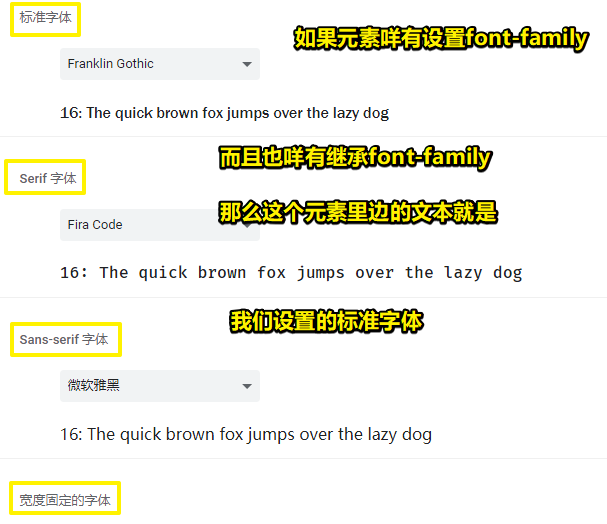 标准字体
如果元素咩有设置font-family
Franklin Gothic
16: The quick brown fox jumps over the lazy dog
而且也咩有继承font-family
Serif 字体
那么这个元素里边的文本就是
Fira Code
16: The quick brown fox jumps over the lazy dog
我们设置的标准字体
Sans-serif 字体
微软雅黑
16: The quick brown fox jumps over the lazy dog
宽度固定的字体